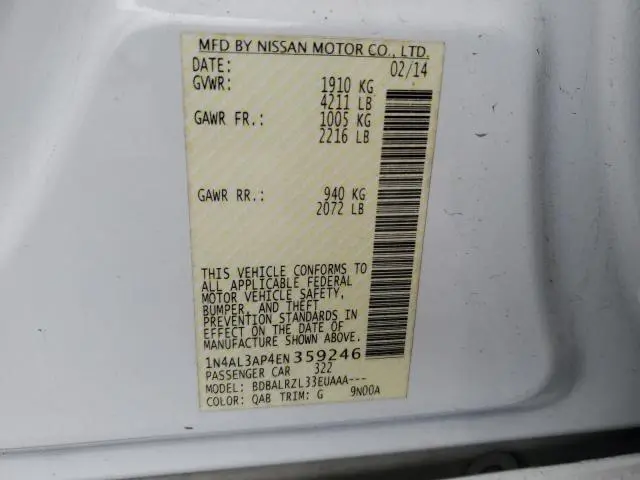 MFD BY NISSAN MOTOR CO., LTD.
DATE: 02/14
GVWR: 1910 KG
4211 LB
GAWR FR.: 1005 KG
2216 LB
GAWR RR.: 940 KG
2072 LB
THIS VEHICLE CONFORMS TO
ALL APPLICABLE FEDERAL
MOTOR VEHICLE SAFETY,
BUMPER, AND THEFT
PREVENTION STANDARDS IN
EFFECT ON THE DATE OF
MANUFACTURE SHOWN ABOVE.
1N4AL3AP4EN 359246
PASSENGER CAR 322
MODEL: BDBALRZL33EUAAA---
COLOR: QAB TRIM: G 9N00A